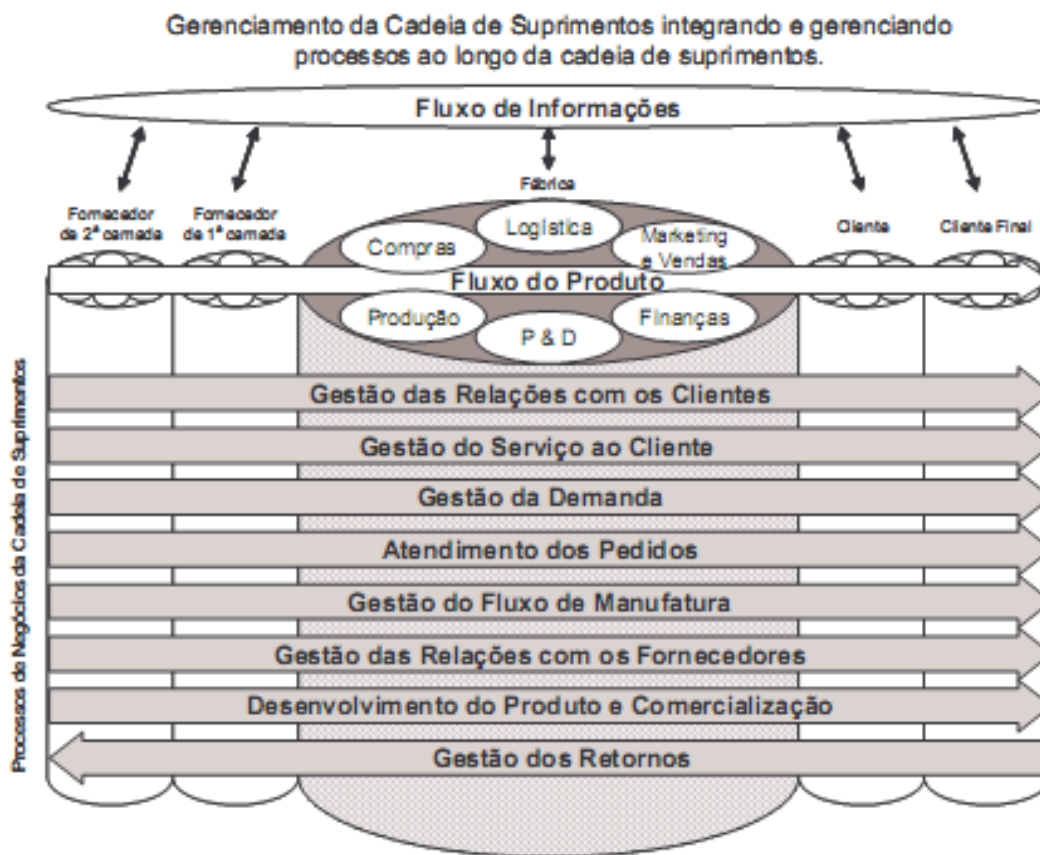 Gerenciamento da Cadeia de Suprimentos integrando e gerenciando
processos ao longo da cadeia de suprimentos.
Fluxo de Informações
Fábrica
Fornecedor
de 2ª camada
Fornecedor
de 1ª camada
Logística
Compras
Marketing
e Vendas
Cliente
Cliente Final
Fluxo do Produto
Produção
P & D
Finanças
Gestão das Relações com os Clientes
Gestão do Serviço ao Cliente
Gestão da Demanda
Atendimento dos Pedidos
Gestão do Fluxo de Manufatura
Gestão das Relações com os Fornecedores
Desenvolvimento do Produto e Comercialização
Gestão dos Retornos
Processos de Negócios da Cadeia de Suprimentos